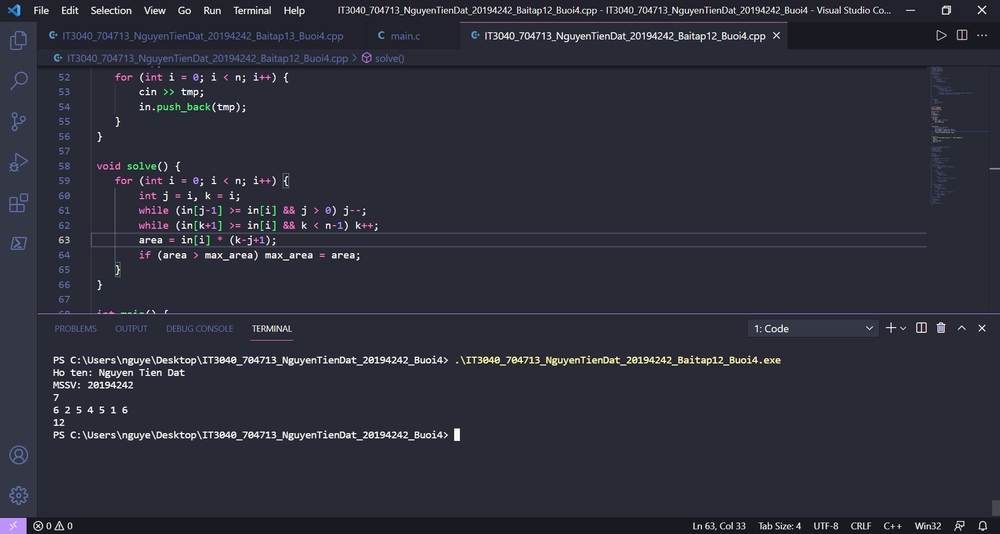 File Edit Selection View Go Run Terminal Help IT3040_704713_NguyenTienDat_20194242_Baitap12_Buoi4.cpp - IT3040_704713_NguyenTienDat_20194242_Buoi4 - Visual Studio Co...
IT3040_704713_NguyenTienDat_20194242_Baitap13_Buoi4.cpp C main.c IT3040_704713_NguyenTienDat_20194242_Baitap12_Buoi4.cpp
IT3040_704713_NguyenTienDat_20194242_Baitap12_Buoi4.cpp > solve()
52 for (int i = 0; i < n; i++) {
53 cin >> tmp;
54 in.push_back(tmp);
55 }
56 }
57
58 void solve() {
59 for (int i = 0; i < n; i++) {
60 int j = i, k = i;
61 while (in[j-1] >= in[i] && j > 0) j--;
62 while (in[k+1] >= in[i] && k < n-1) k++;
63 area = in[i] * (k-j+1);
64 if (area > max_area) max_area = area;
65 }
66 }
67
68 int main() {
PROBLEMS OUTPUT DEBUG CONSOLE TERMINAL 1: Code
PS C:\Users\nguye\Desktop\IT3040_704713_NguyenTienDat_20194242_Buoi4> .\IT3040_704713_NguyenTienDat_20194242_Baitap12_Buoi4.exe
Ho ten: Nguyen Tien Dat
MSSV: 20194242
7
6 2 5 4 5 1 6
12
PS C:\Users\nguye\Desktop\IT3040_704713_NguyenTienDat_20194242_Buoi4>
0 0 Ln 63, Col 33 Tab Size: 4 UTF-8 CRLF C++ Win32